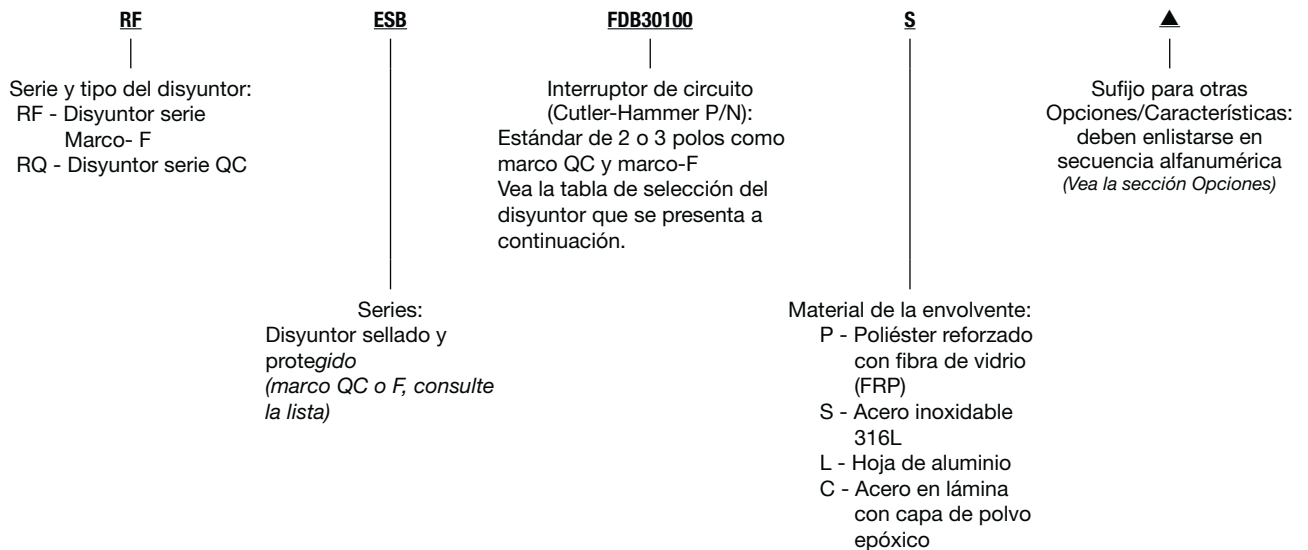 RF
ESB
FDB30100
S
▲
Serie y tipo del disyuntor:
RF - Disyuntor serie
Marco- F
RQ - Disyuntor serie QC
Interruptor de circuito
(Cutler-Hammer P/N):
Estándar de 2 o 3 polos como
marco QC y marco-F
Vea la tabla de selección del
disyuntor que se presenta a
continuación.
Sufijo para otras
Opciones/Características:
deben enlistarse en
secuencia alfanumérica
(Vea la sección Opciones)
Series:
Disyuntor sellado y
protegido
(marco QC o F, consulte
la lista)
Material de la envolvente:
P - Poliéster reforzado
con fibra de vidrio
(FRP)
S - Acero inoxidable
316L
L - Hoja de aluminio
C - Acero en lámina
con capa de polvo
epóxico